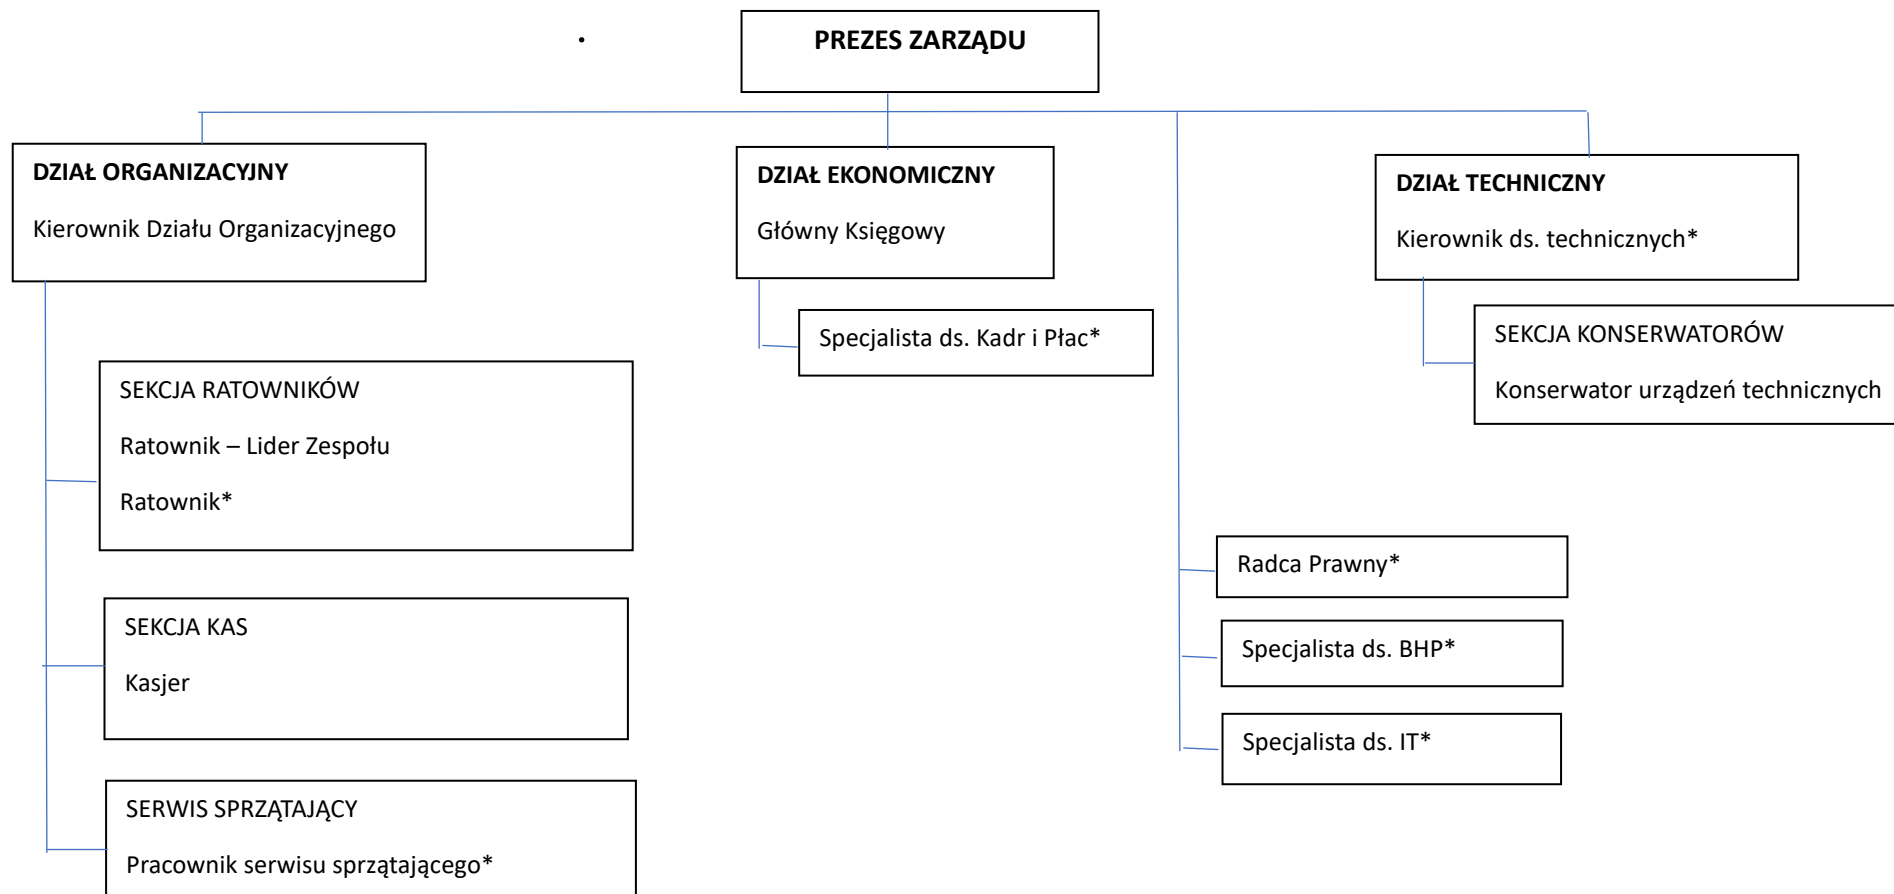 PREZES ZARZĄDU
DZIAŁ ORGANIZACYJNY
Kierownik Działu Organizacyjnego
DZIAŁ EKONOMICZNY
Główny Księgowy
DZIAŁ TECHNICZNY
Kierownik ds. technicznych*
Specjalista ds. Kadr i Płac*
SEKCJA KONSERWATORÓW
Konserwator urządzeń technicznych
SEKCJA RATOWNIKÓW
Ratownik – Lider Zespołu
Ratownik*
Radca Prawny*
SEKCJA KAS
Kasjer
Specjalista ds. BHP*
Specjalista ds. IT*
SERWIS SPRZĄTAJĄCY
Pracownik serwisu sprzątającego*